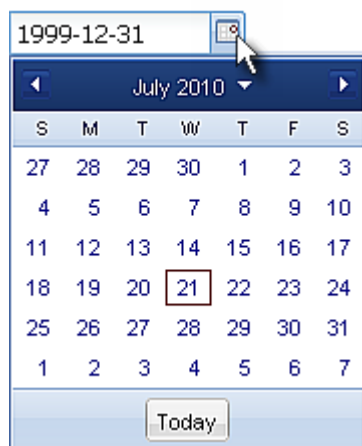 1999-12-31
July 2010
S M T W T F S
27 28 29 30 1 2 3
4 5 6 7 8 9 10
11 12 13 14 15 16 17
18 19 20 21 22 23 24
25 26 27 28 29 30 31
1 2 3 4 5 6 7
Today